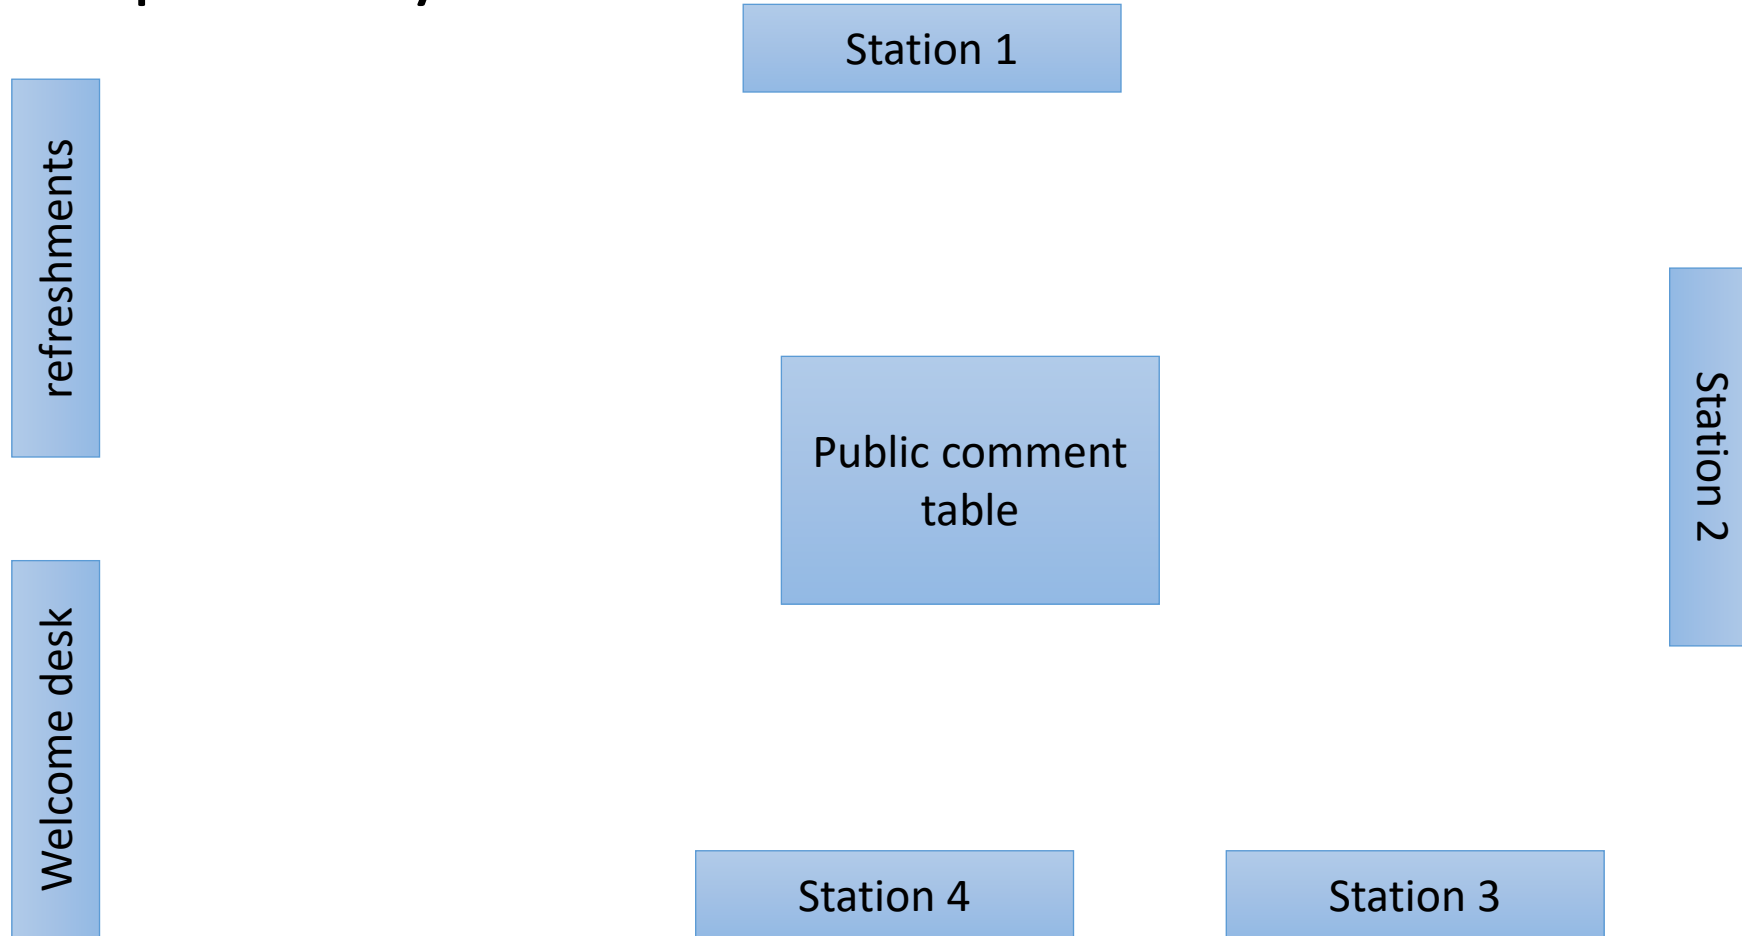 Station 1
refreshments
Public comment
table
Station 2
Welcome desk
Station 4
Station 3